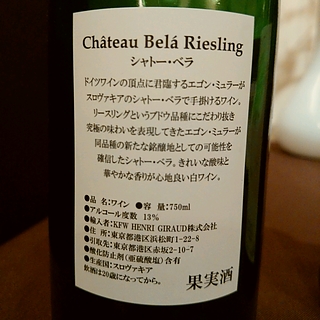 Château Belá Riesling
シャトー・ベラ
ドイツワインの頂点に君臨するエゴン・ミュラーが
スロヴァキアのシャトー・ベラで手掛けるワイン。
リースリングというブドウ品種にこだわり抜き
究極の味わいを表現してきたエゴン・ミュラーが
同品種の新たな銘醸地としての可能性を
確信したシャトー・ベラ。きれいな酸味と
華やかな香りが心地良い白ワイン。
●品 名:ワイン ●容 量:750ml
●アルコール度数 13%
●輸入者:KFW HENRI GIRAUD株式会社
●住 所:東京都港区浜松町1-22-8
●引取先:東京都港区赤坂2-10-7
●酸化防止剤(亜硫酸塩)含有
●生産国:スロヴァキア
飲酒は20歳になってから。
果実酒